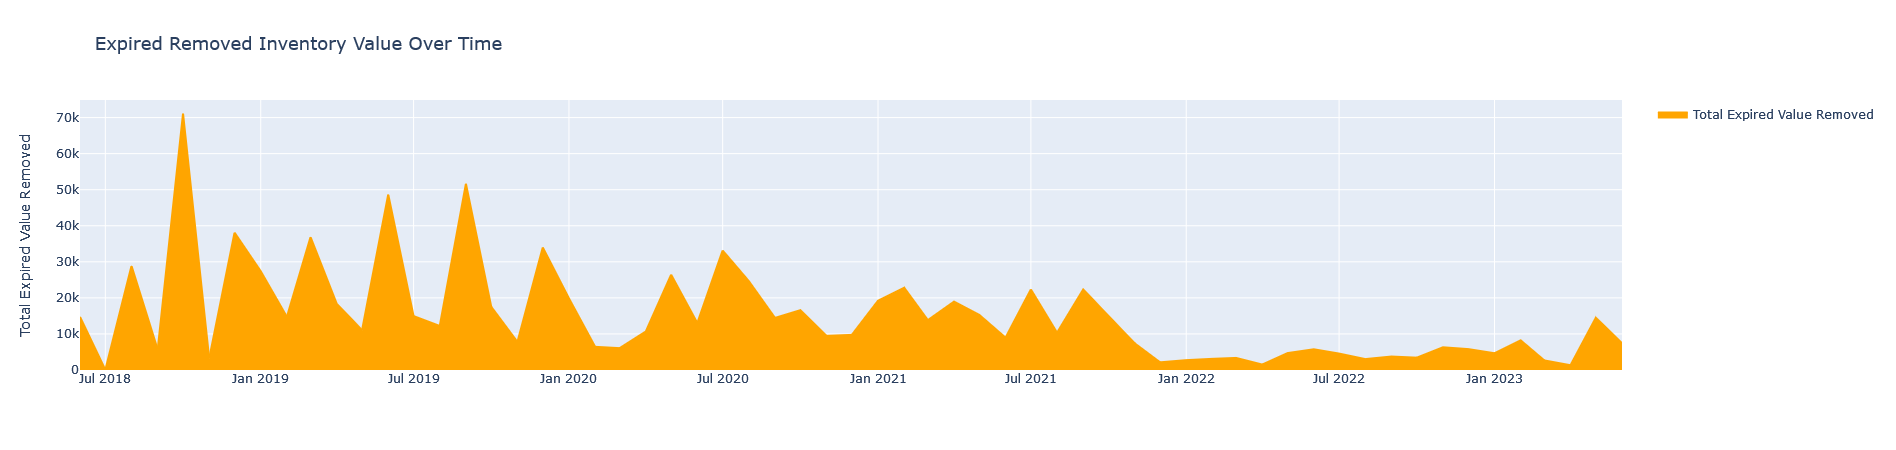 Expired Removed Inventory Value Over Time
Total Expired Value Removed
70k
60k
50k
40k
30k
20k
10k
0
Jul 2018 Jan 2019 Jul 2019 Jan 2020 Jul 2020 Jan 2021 Jul 2021 Jan 2022 Jul 2022 Jan 2023
Total Expired Value Removed